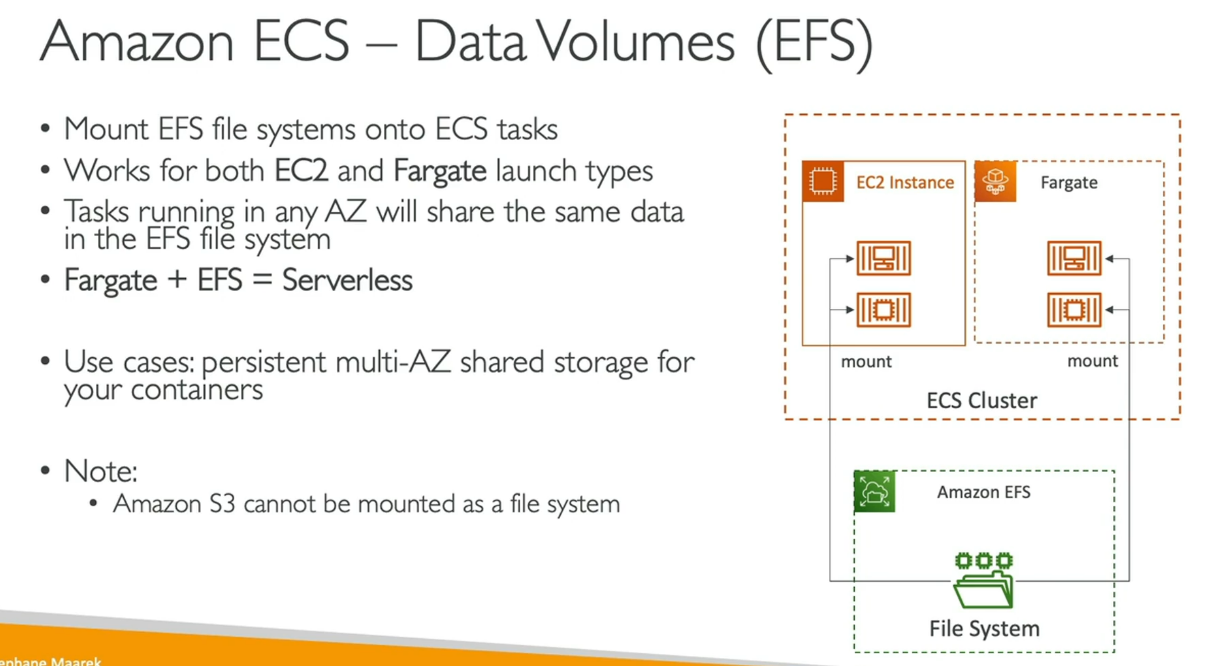 Amazon ECS – Data Volumes (EFS)
• Mount EFS file systems onto ECS tasks
• Works for both EC2 and Fargate launch types
• Tasks running in any AZ will share the same data
in the EFS file system
• Fargate + EFS = Serverless
• Use cases: persistent multi-AZ shared storage for
your containers
• Note:
• Amazon S3 cannot be mounted as a file system
EC2 Instance
Fargate
mount
mount
ECS Cluster
Amazon EFS
File System
ephane Maarek